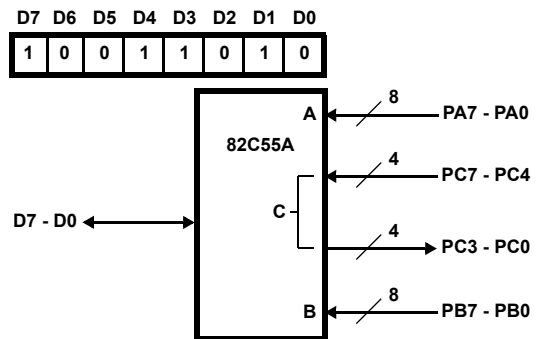 D7 D6 D5 D4 D3 D2 D1 D0
1 0 0 1 1 0 1 0
A 8 PA7 - PA0
82C55A
4 PC7 - PC4
C
D7 - D0
4 PC3 - PC0
B 8 PB7 - PB0